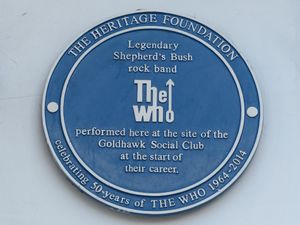 THE HERITAGE FOUNDATION
Legendary
Shepherd's Bush
rock band
The
Who
performed here at the site of the
Goldhawk Social Club
at the start of
their career.
celebrating 50-years of THE WHO 1964-2014